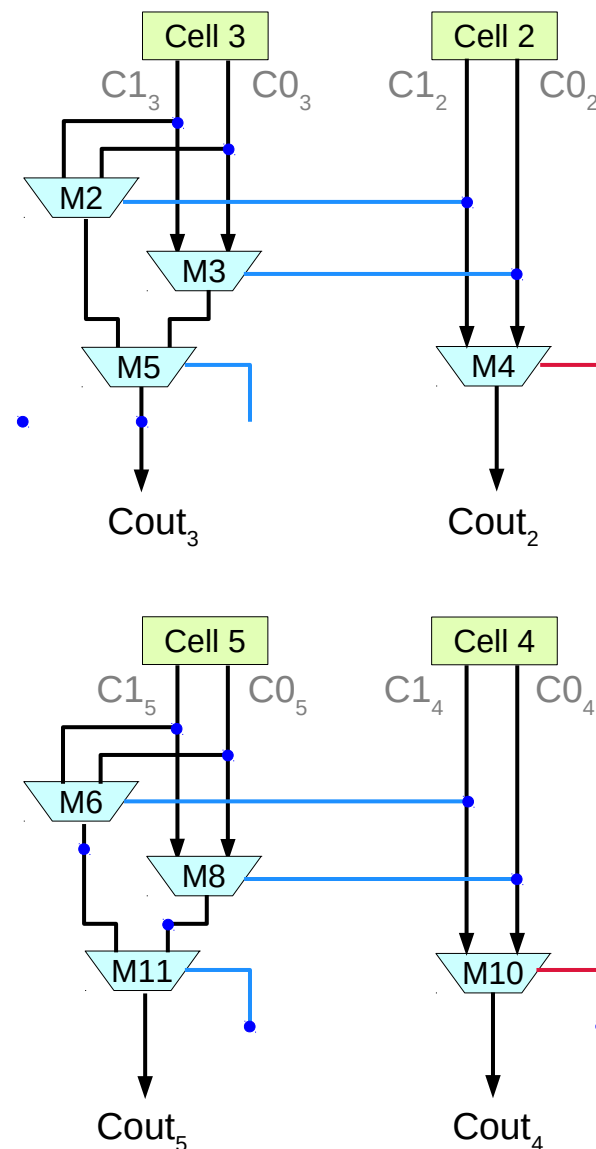 Cell 3
Cell 2
C1₃
C0₃
C1₂
C0₂
M2
M3
M5
M4
Cout₃
Cout₂
Cell 5
Cell 4
C1₅
C0₅
C1₄
C0₄
M6
M8
M11
M10
Cout₅
Cout₄